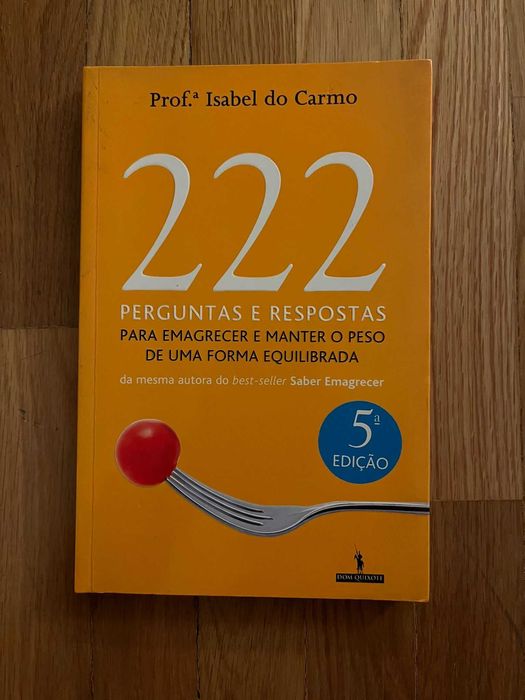 Prof.ª Isabel do Carmo
222
PERGUNTAS E RESPOSTAS
PARA EMAGRECER E MANTER O PESO
DE UMA FORMA EQUILIBRADA
da mesma autora do best-seller Saber Emagrecer
5ª
EDIÇÃO
DOM QUIXOTE